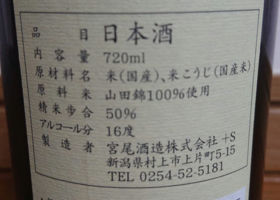 品目 日本酒
内容量 720ml
原材料名 米(国産)、米こうじ(国産米)
原料米 山田錦100%使用
精米歩合 50%
アルコール分 16度
製造者 宮尾酒造株式会社 +S
新潟県村上市上片町5-15
TEL 0254-52-5181